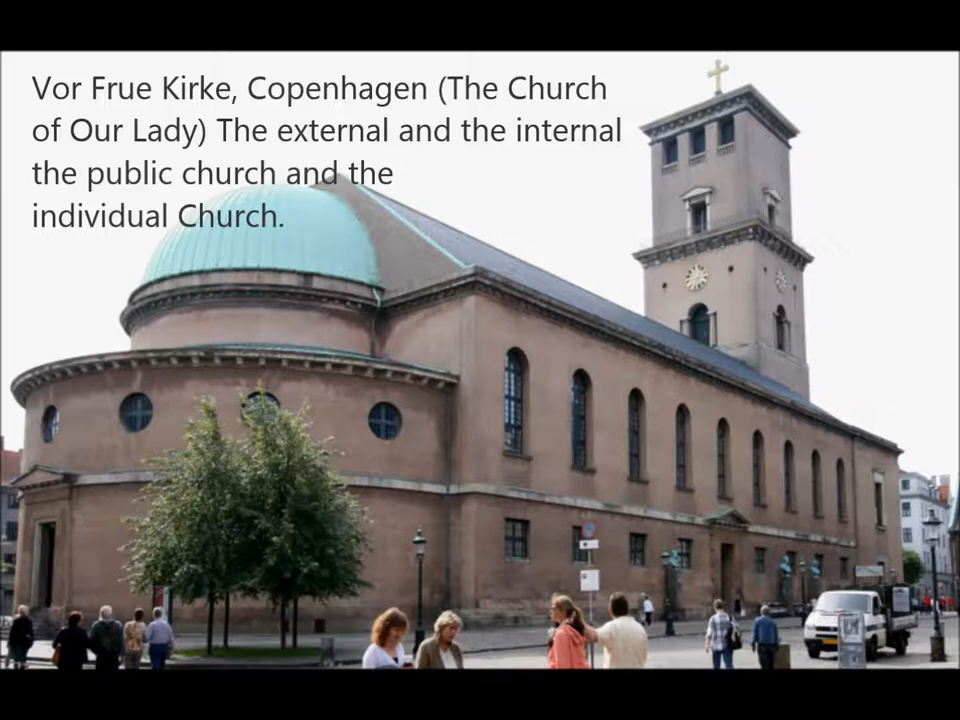 Vor Frue Kirke, Copenhagen (The Church
of Our Lady) The external and the internal
the public church and the
individual Church.